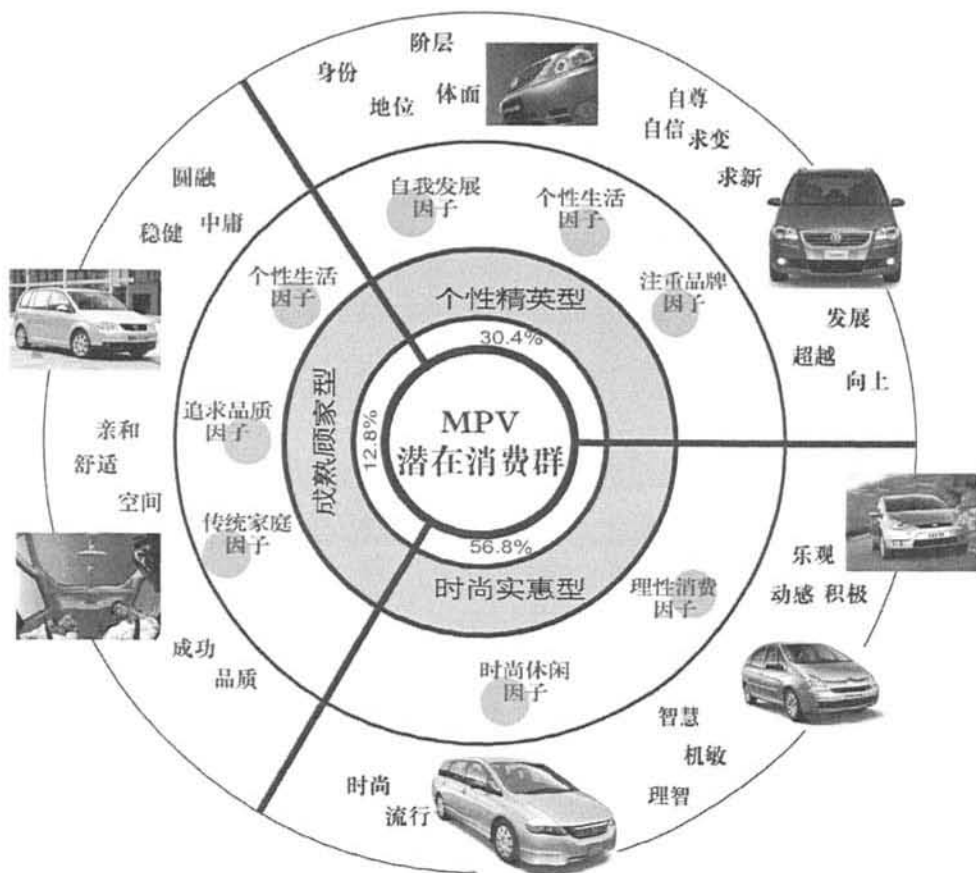 阶层
身份
地位
体面
自尊
自信 求变
求新
圆融
稳健 中庸
自我发展
因子
个性生活
因子
个性生活
因子
注重品牌
因子
个性精英型
30.4%
发展
超越
向上
成熟顾家型
12.8%
MPV
潜在消费群
追求品质
因子
亲和
舒适
空间
传统家庭
因子
56.8%
时尚实惠型
理性消费
因子
乐观
动感 积极
成功
品质
时尚休闲
因子
智慧
机敏
理智
时尚
流行